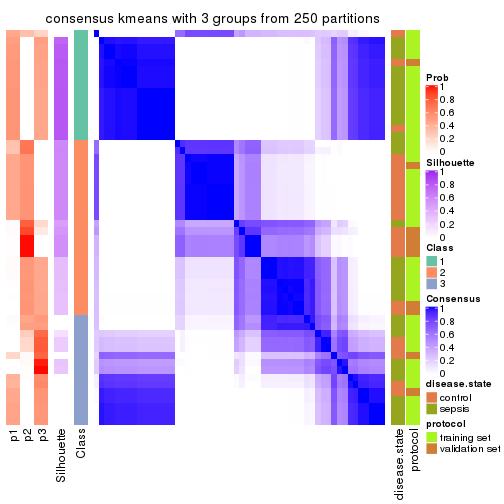 consensus kmeans with 3 groups from 250 partitions
Prob
1
0.8
0.6
0.4
0.2
0
Silhouette
1
0.8
0.6
0.4
0.2
0
Class
1
2
3
Consensus
1
0.8
0.6
0.4
0.2
0
disease.state
control
sepsis
protocol
training set
validation set
p1
p2
p3
Silhouette
Class
disease.state
protocol